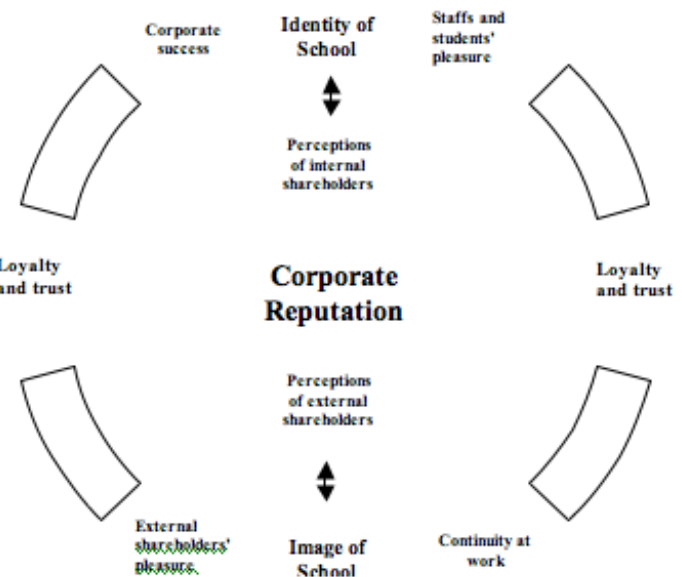 Corporate
success
Identity of
School
Staffs and
students'
pleasure
Perceptions
of internal
shareholders
Loyalty
and trust
Corporate
Reputation
Loyalty
and trust
Perceptions
of external
shareholders
External
shareholders'
pleasure
Image of
School
Continuity at
work